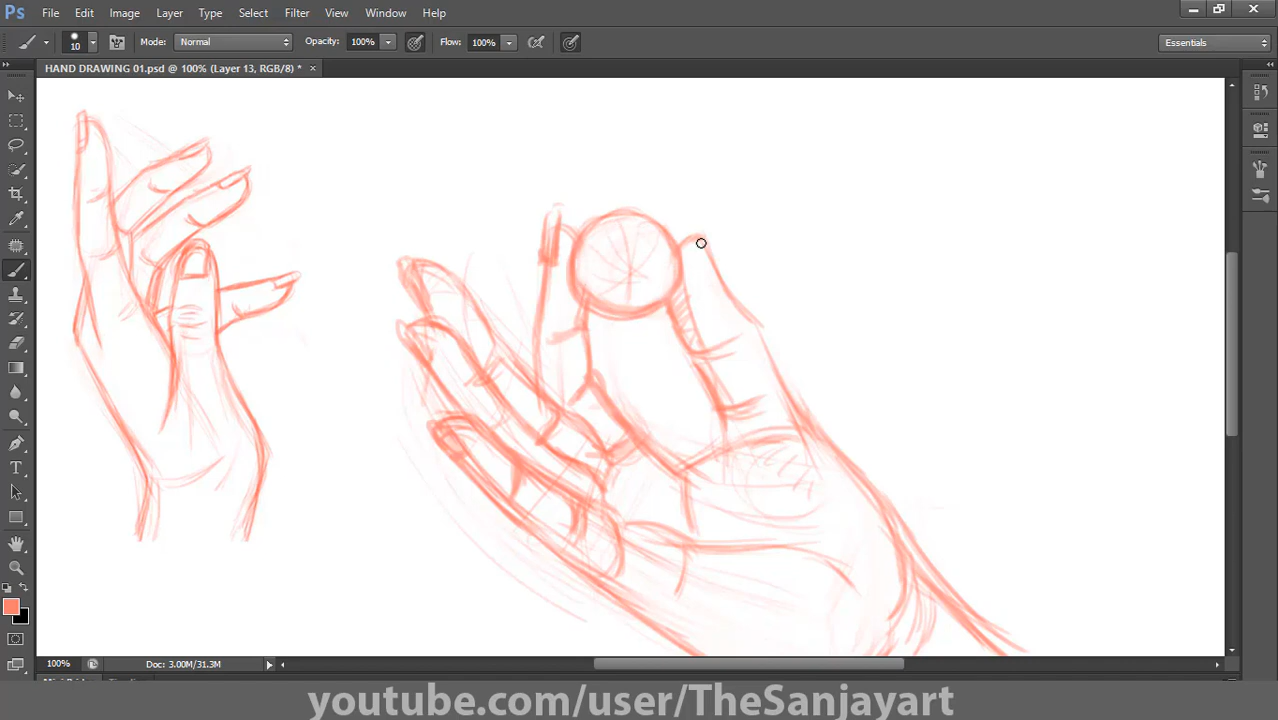 Ps File Edit Image Layer Type Select Filter View Window Help
10 Mode: Normal Opacity: 100% Flow: 100% Essentials
HAND DRAWING 01.psd @ 100% (Layer 13, RGB/8) * ×
100% Doc: 3.00M/31.3M
youtube.com/user/TheSanjayart